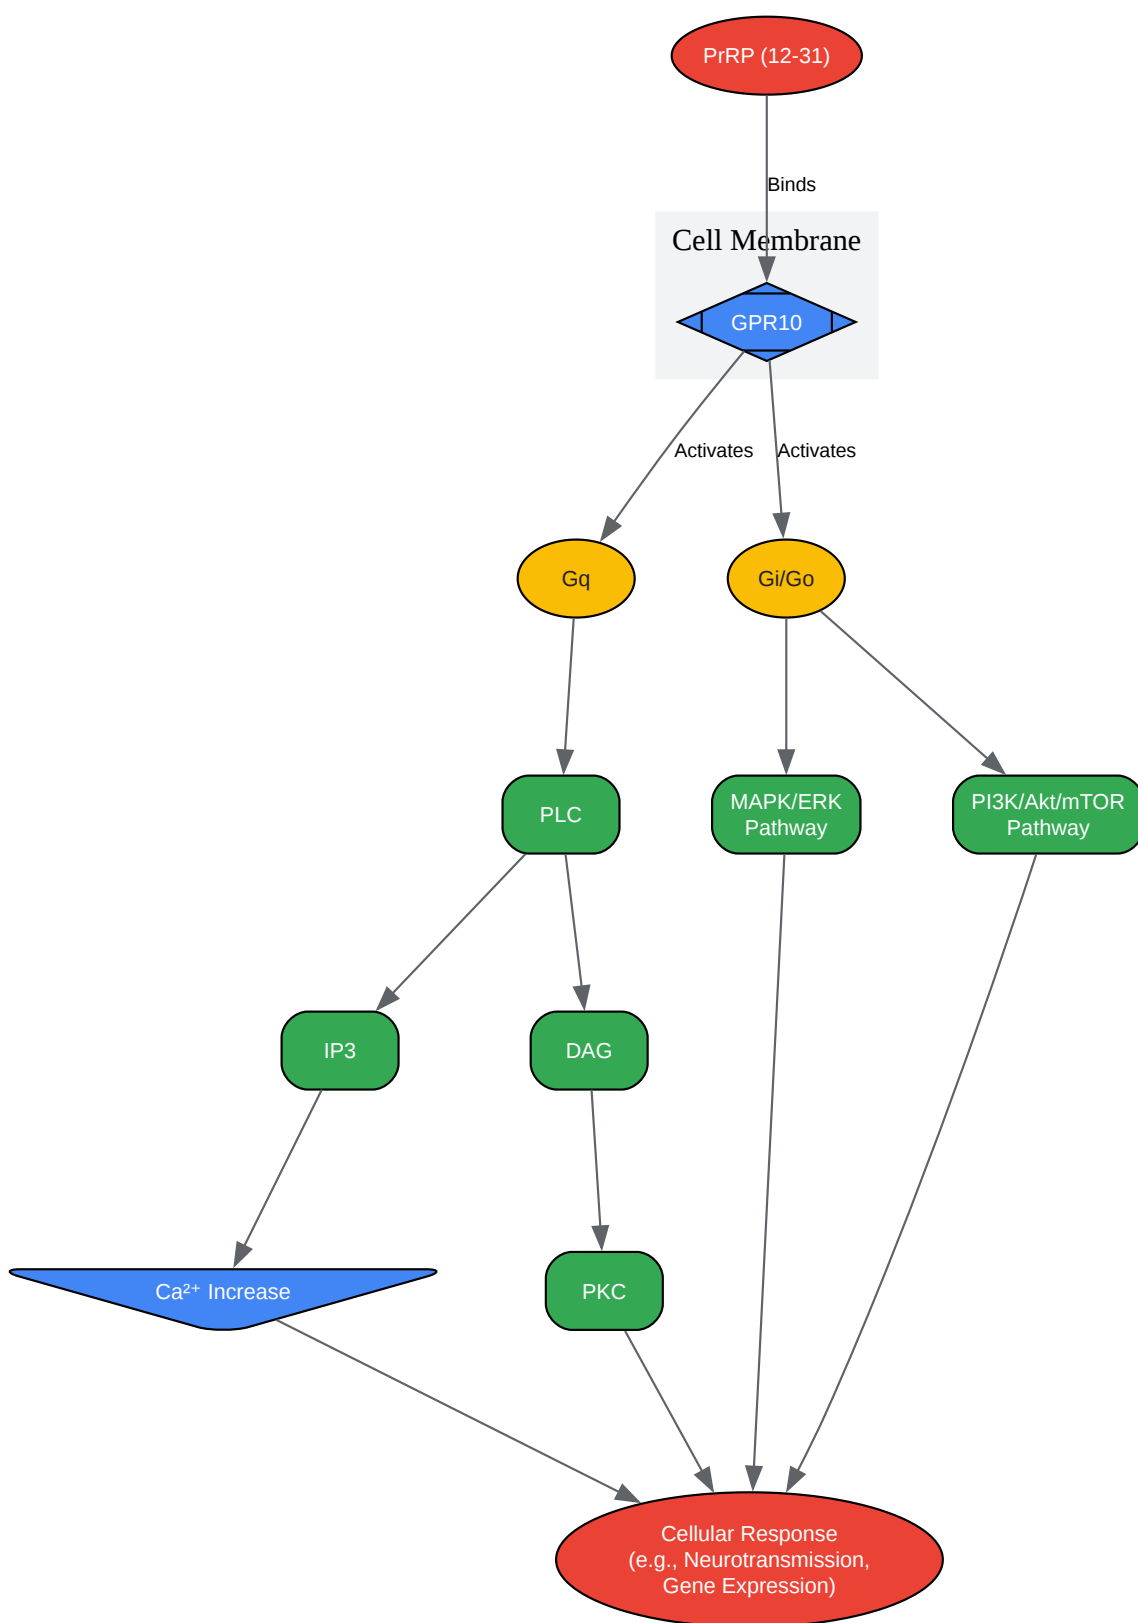 PrRP (12-31)
Binds
Cell Membrane
GPR10
Activates
Activates
Gq
Gi/Go
PLC
MAPK/ERK
Pathway
PI3K/Akt/mTOR
Pathway
IP3
DAG
Ca²⁺ Increase
PKC
Cellular Response
(e.g., Neurotransmission,
Gene Expression)